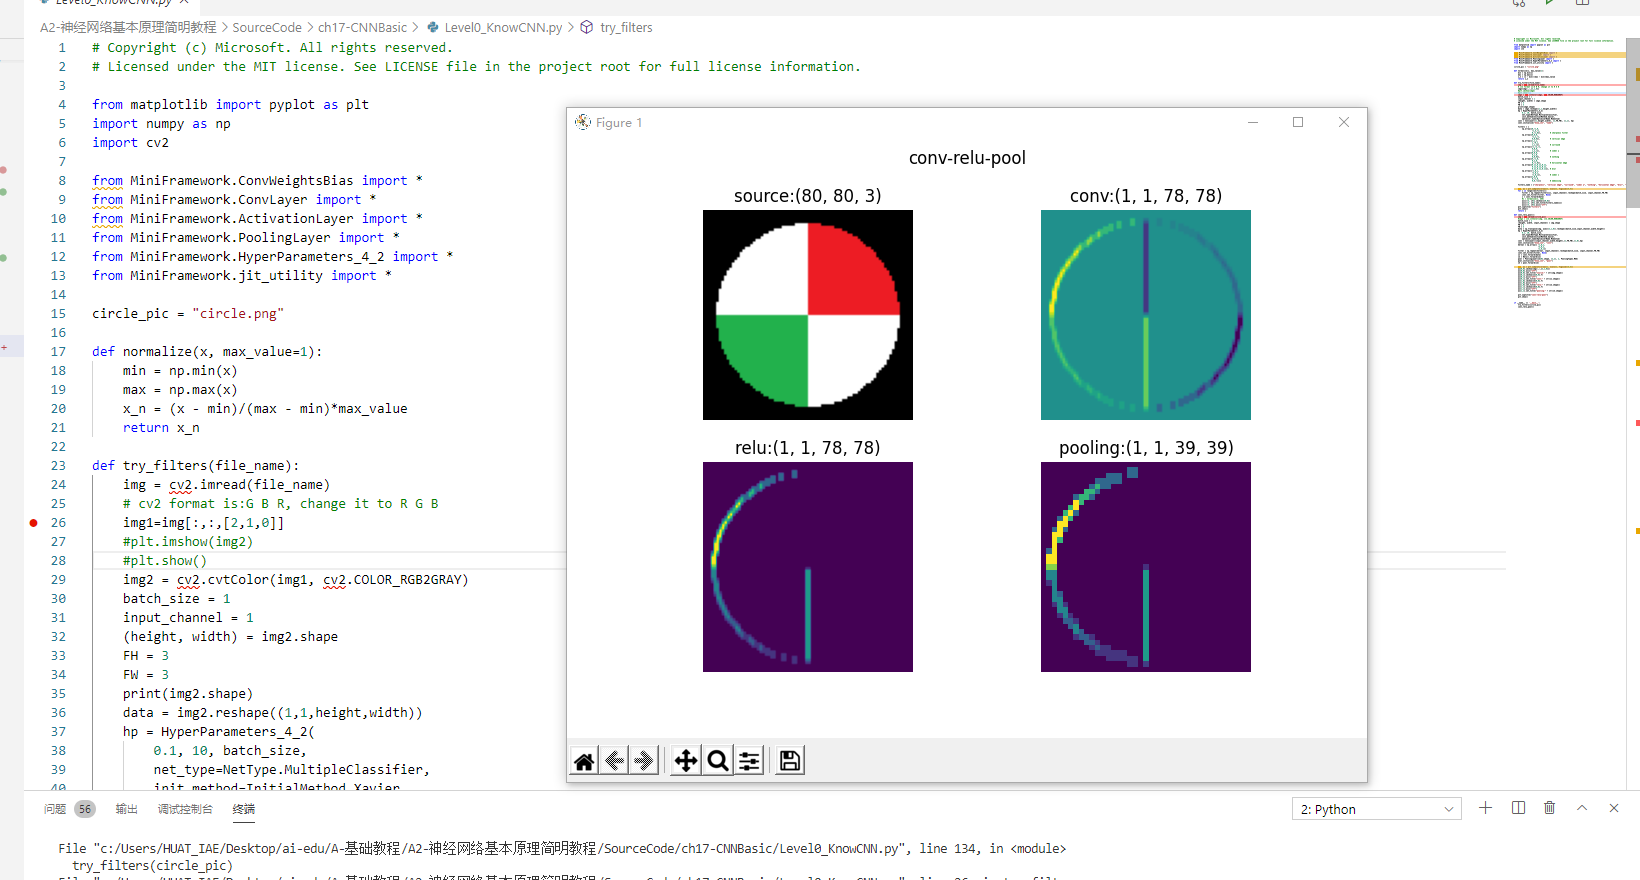 Level0_KnowCNN.py
A2-神经网络基本原理简明教程 > SourceCode > ch17-CNNBasic > Level0_KnowCNN.py > try_filters
1 # Copyright (c) Microsoft. All rights reserved.
2 # Licensed under the MIT license. See LICENSE file in the project root for full license information.
3
4 from matplotlib import pyplot as plt
5 import numpy as np
6 import cv2
7
8 from MiniFramework.ConvWeightsBias import *
9 from MiniFramework.ConvLayer import *
10 from MiniFramework.ActivationLayer import *
11 from MiniFramework.PoolingLayer import *
12 from MiniFramework.HyperParameters_4_2 import *
13 from MiniFramework.jit_utility import *
14
15 circle_pic = "circle.png"
16
17 def normalize(x, max_value=1):
18 min = np.min(x)
19 max = np.max(x)
20 x_n = (x - min)/(max - min)*max_value
21 return x_n
22
23 def try_filters(file_name):
24 img = cv2.imread(file_name)
25 # cv2 format is:G B R, change it to R G B
26 img1=img[:,:,[2,1,0]]
27 #plt.imshow(img2)
28 #plt.show()
29 img2 = cv2.cvtColor(img1, cv2.COLOR_RGB2GRAY)
30 batch_size = 1
31 input_channel = 1
32 (height, width) = img2.shape
33 FH = 3
34 FW = 3
35 print(img2.shape)
36 data = img2.reshape((1,1,height,width))
37 hp = HyperParameters_4_2(
38 0.1, 10, batch_size,
39 net_type=NetType.MultipleClassifier,
40 init_method=InitialMethod.Xavier,
Figure 1
conv-relu-pool
source:(80, 80, 3) conv:(1, 1, 78, 78)
relu:(1, 1, 78, 78) pooling:(1, 1, 39, 39)
问题 56 输出 调试控制台 终端 2: Python
File "c:/Users/HUAT_IAE/Desktop/ai-edu/A-基础教程/A2-神经网络基本原理简明教程/SourceCode/ch17-CNNBasic/Level0_KnowCNN.py", line 134, in <module>
try_filters(circle_pic)